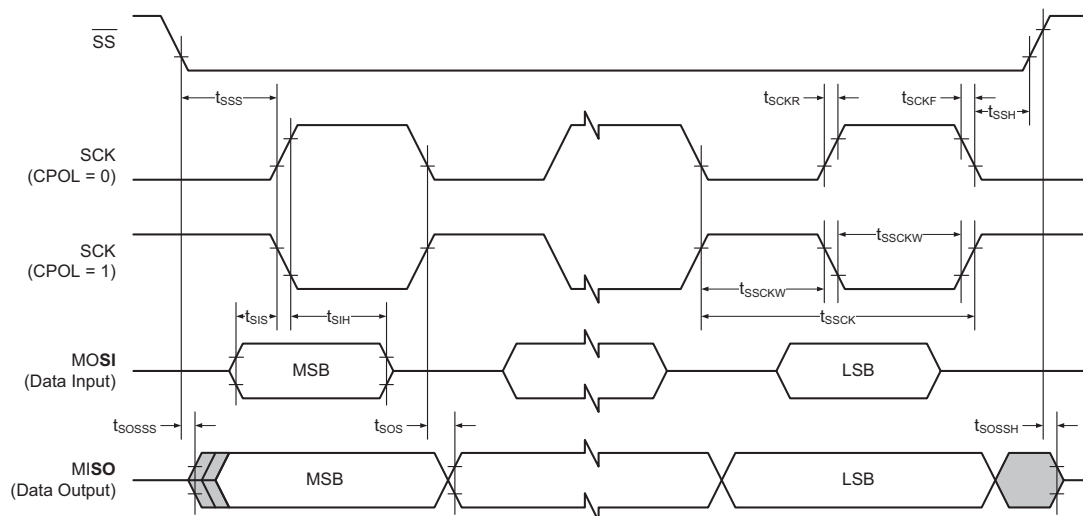 SS
tSSS
tSCKR
tSCKF
tSSH
SCK
(CPOL = 0)
SCK
(CPOL = 1)
tSSCKW
tSSCKW
tSSCK
tSIS
tSIH
MOSI
(Data Input)
MSB
LSB
tSOSSS
tSOS
tSOSSH
MISO
(Data Output)
MSB
LSB